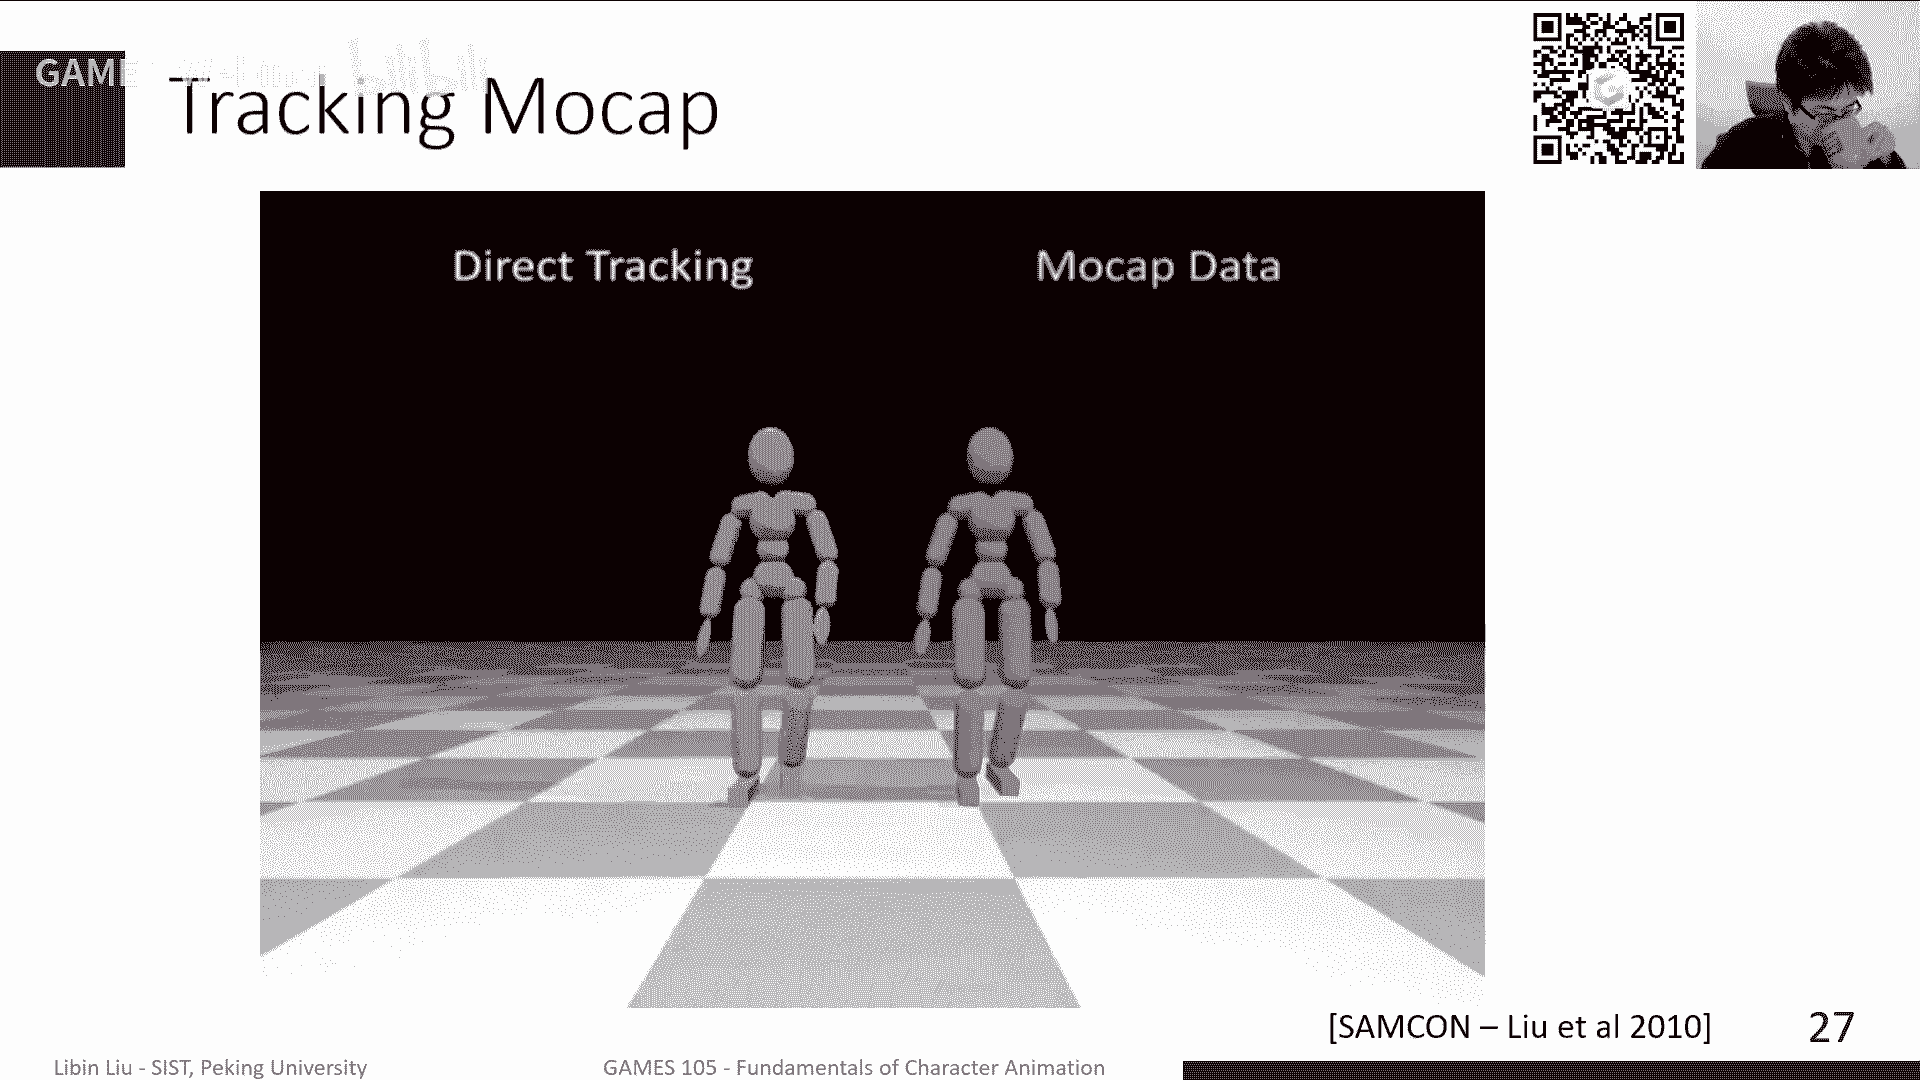 GAME
Tracking Mocap
Direct Tracking
Mocap Data
[SAMCON – Liu et al 2010]
27
Libin Liu - SIST, Peking University
GAMES 105 - Fundamentals of Character Animation